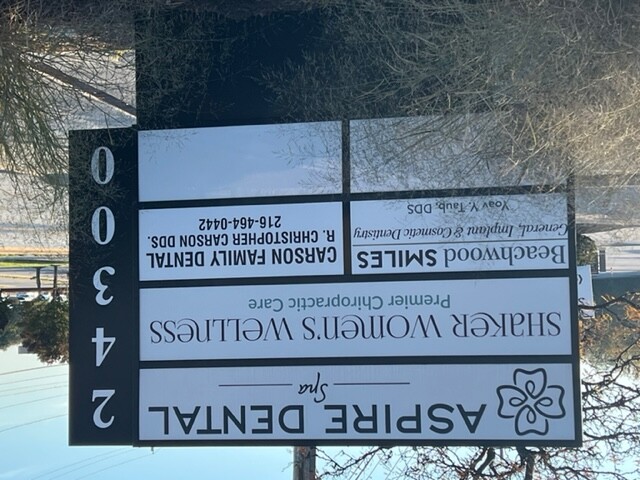 24300
ASPIRE DENTAL
Spa
SHAKER WOMEN'S WELLNESS
Premier Chiropractic Care
Beachwood SMILES
General, Implant & Cosmetic Dentistry
Yoav Y. Taub, DDS
CARSON FAMILY DENTAL
R. CHRISTOPHER CARSON DDS.
216-464-0442